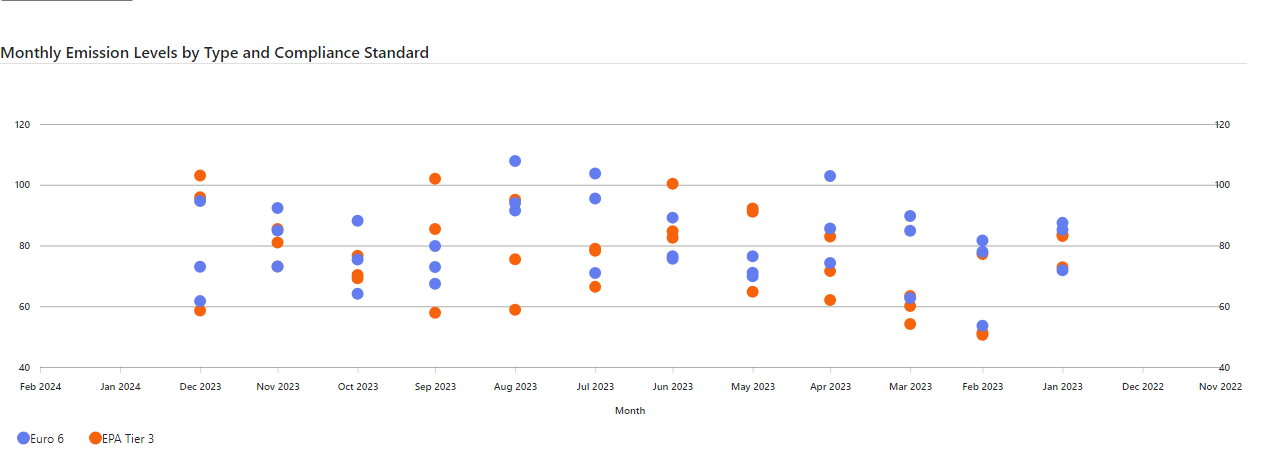 Monthly Emission Levels by Type and Compliance Standard
120 120
100 100
80 80
60 60
40 40
Feb 2024 Jan 2024 Dec 2023 Nov 2023 Oct 2023 Sep 2023 Aug 2023 Jul 2023 Jun 2023 May 2023 Apr 2023 Mar 2023 Feb 2023 Jan 2023 Dec 2022 Nov 2022
Month
Euro 6 EPA Tier 3